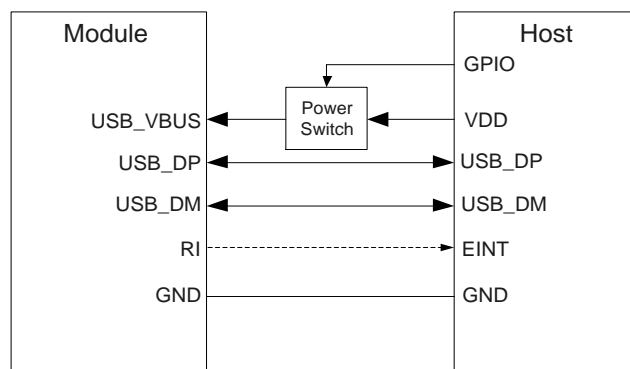 Module
Host
GPIO
Power
Switch
USB_VBUS
VDD
USB_DP
USB_DP
USB_DM
USB_DM
RI
EINT
GND
GND